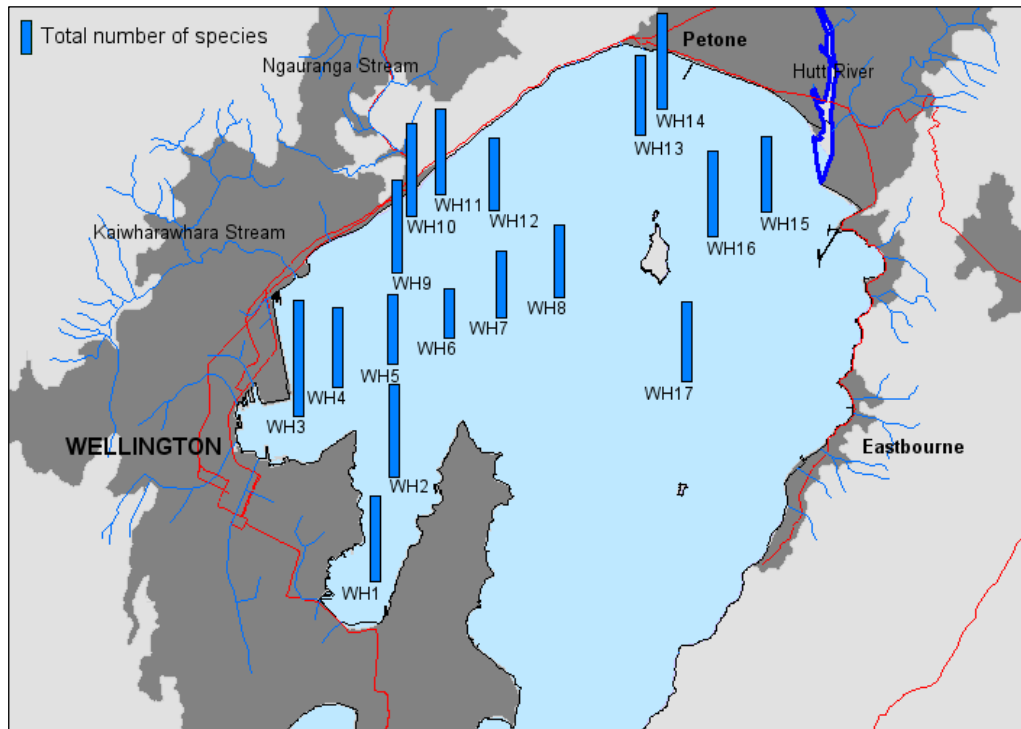 Total number of species
Petone
Ngauranga Stream
Hutt River
WH14
WH13
WH11
WH12
WH10
WH15
Kaiwharawhara Stream
WH16
WH9
WH8
WH7
WH6
WH5
WH4
WH17
WH3
WELLINGTON
Eastbourne
WH2
WH1